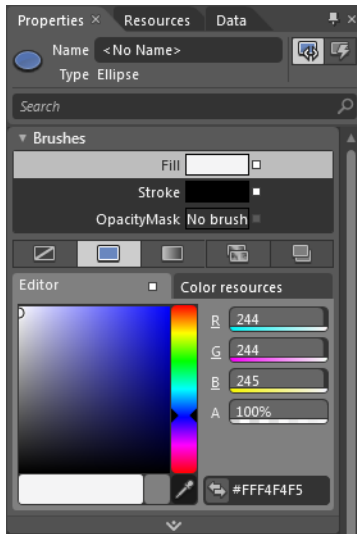 Properties × Resources Data
Name <No Name>
Type Ellipse
Search
Brushes
Fill
Stroke
OpacityMask No brush
Editor Color resources
R 244
G 244
B 245
A 100%
#FFF4F4F5